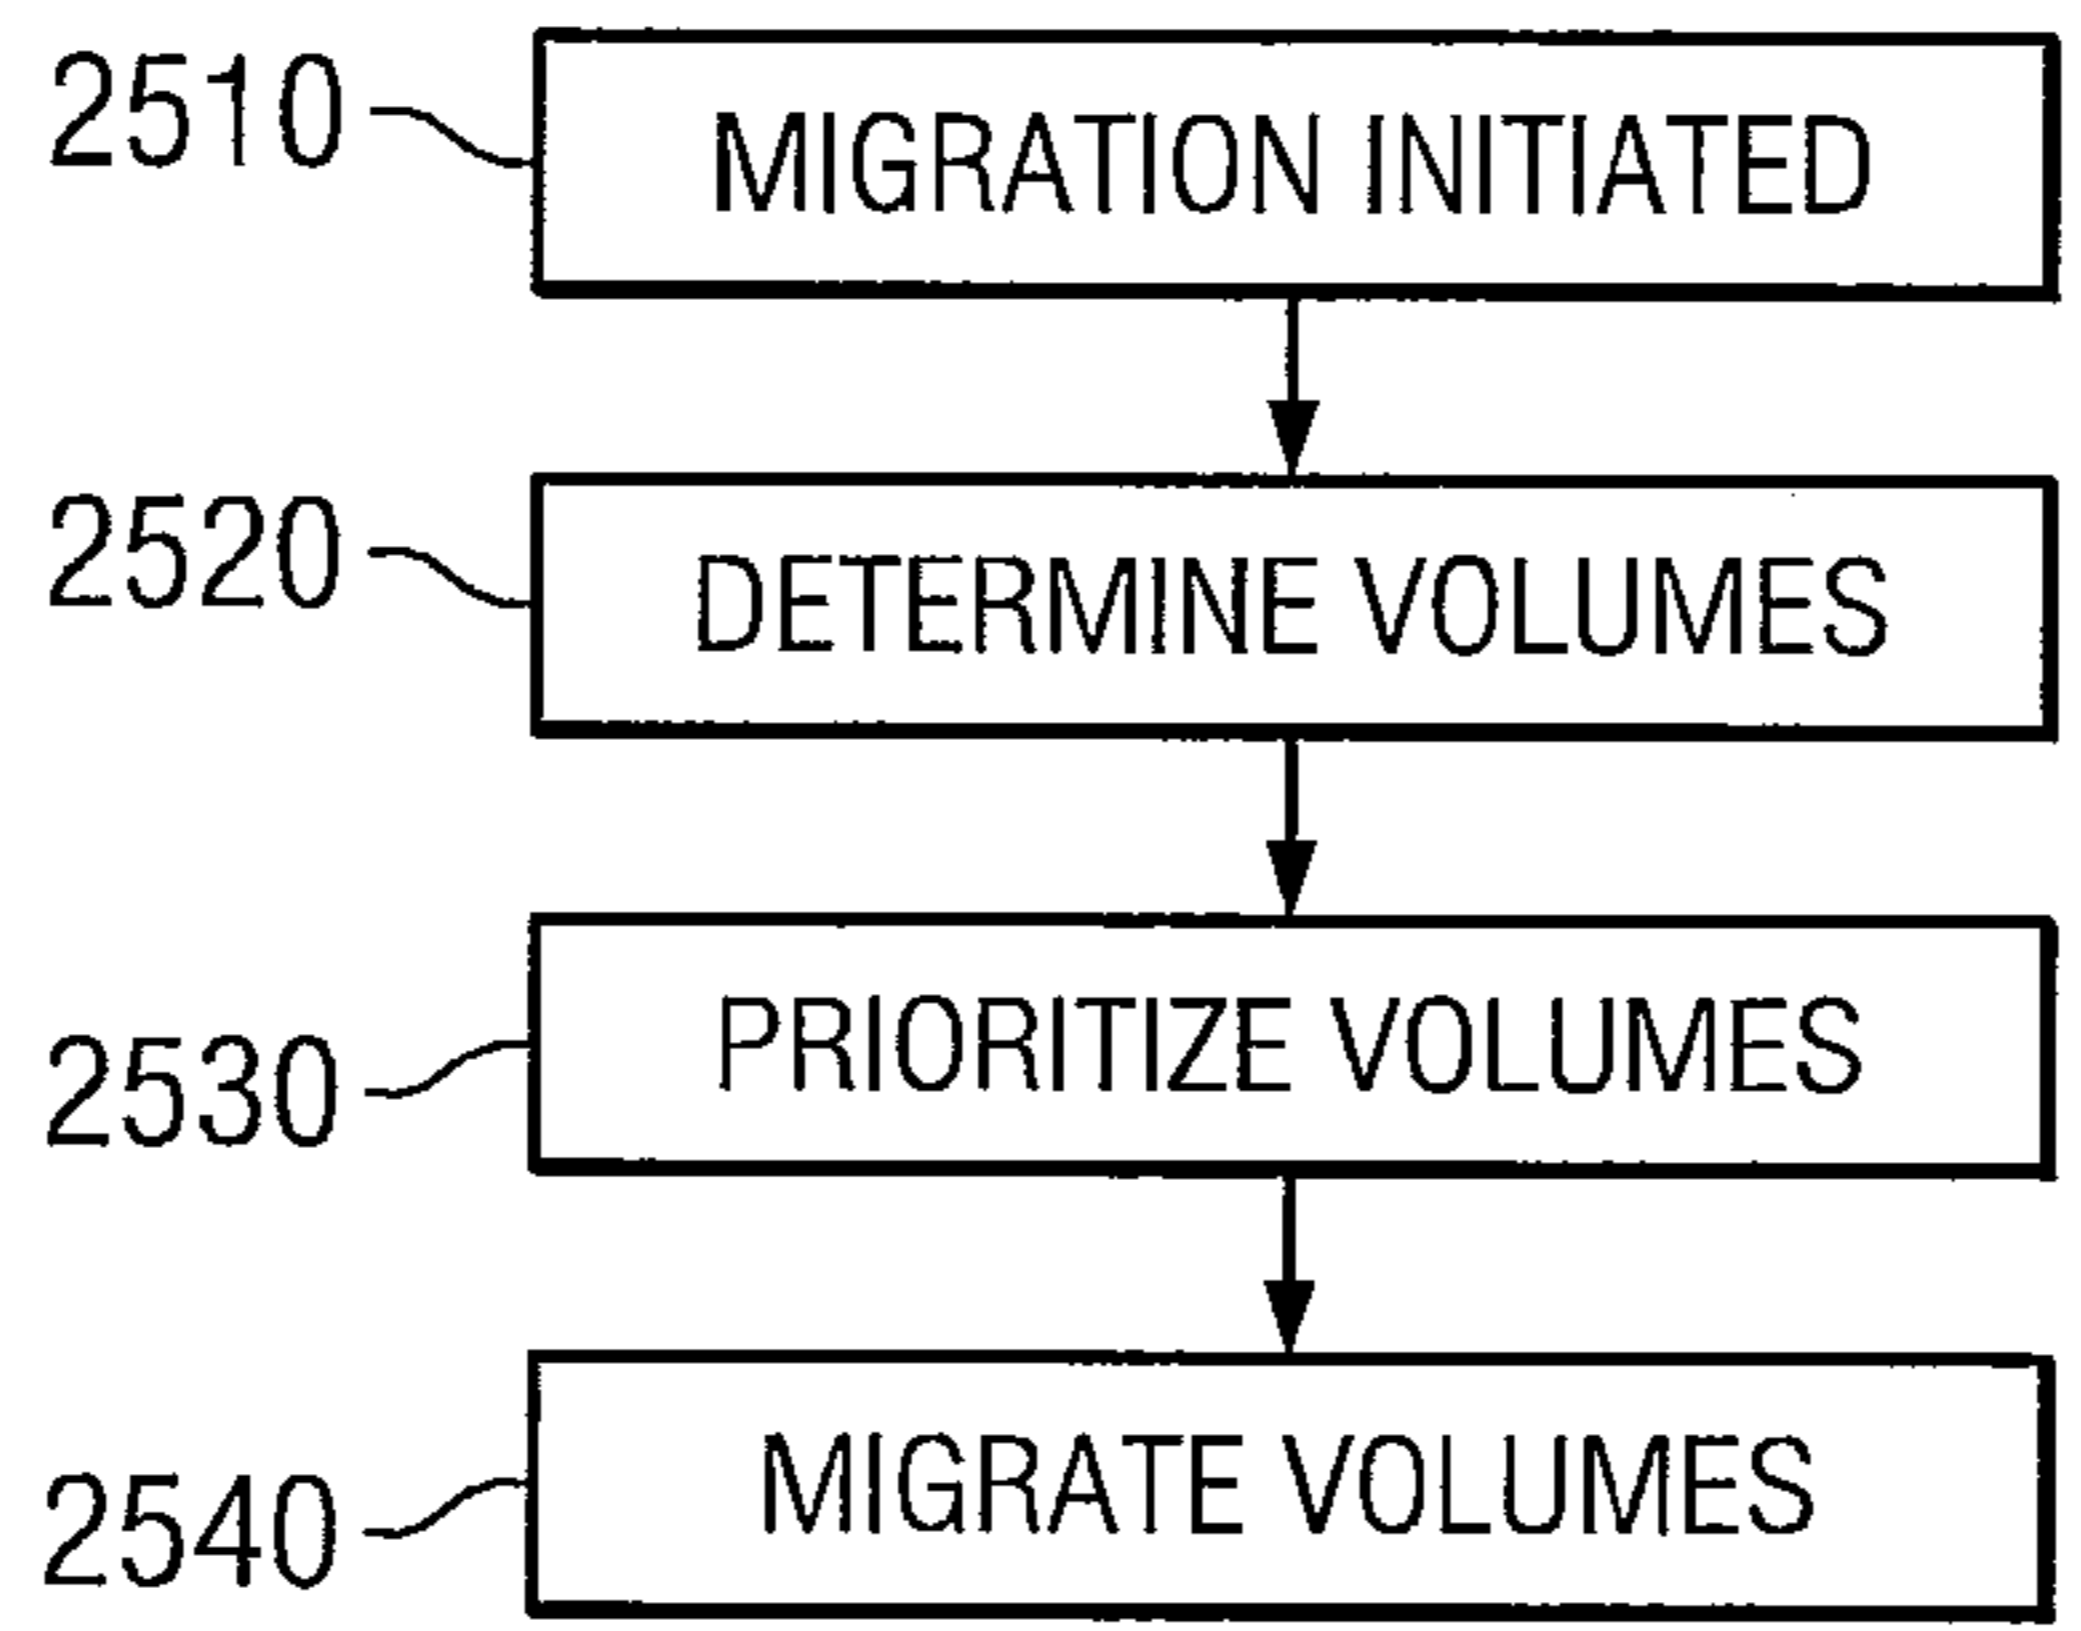 2510
MIGRATION INITIATED
2520
DETERMINE VOLUMES
2530
PRIORITIZE VOLUMES
2540
MIGRATE VOLUMES